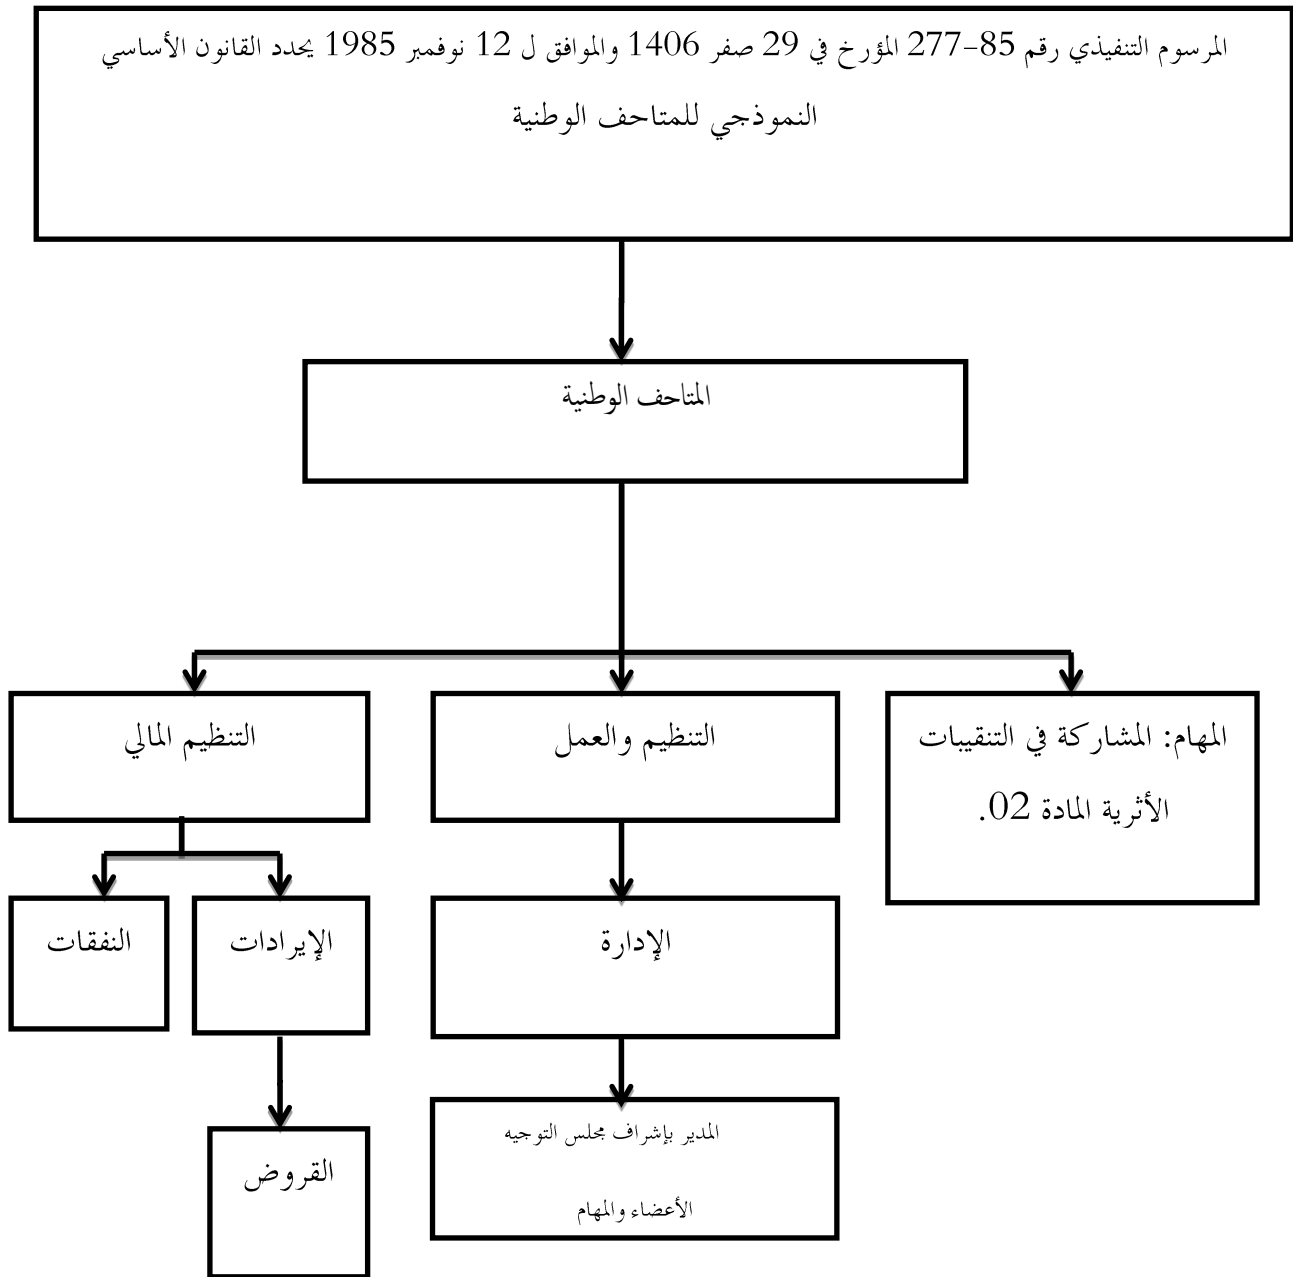 المرسوم التنفيذي رقم 85-277 المؤرخ في 29 صفر 1406 والموافق ل 12 نوفمبر 1985 يحدد القانون الأساسي
النموذجي للمتاحف الوطنية
المتاحف الوطنية
المهام: المشاركة في التنقيبات
الأثرية المادة 02.
التنظيم والعمل
التنظيم المالي
الإدارة
الإيرادات
النفقات
المدير بإشراف مجلس التوجيه
الأعضاء والمهام
القروض